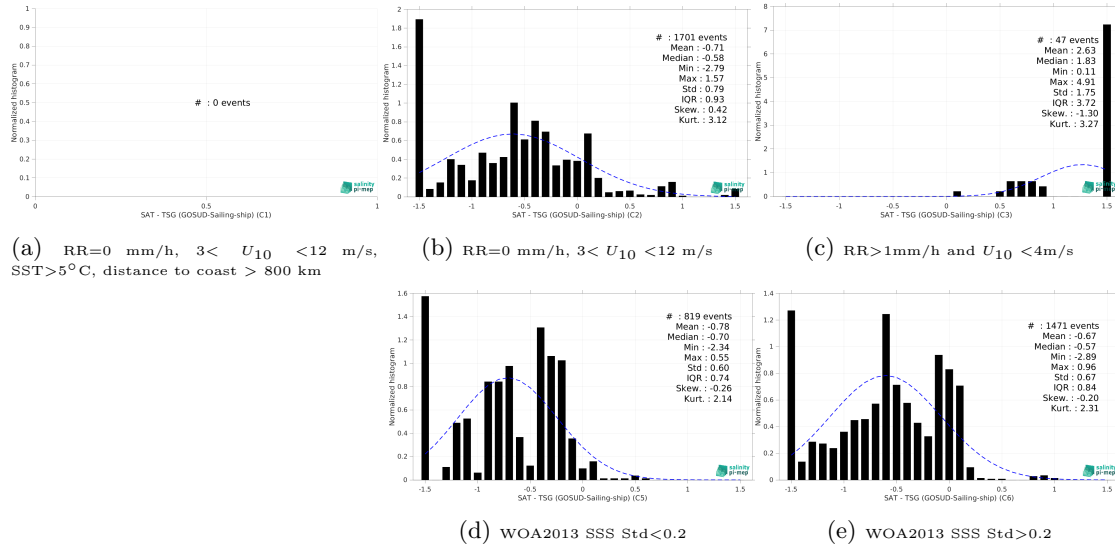 1
0.9
0.8
0.7
0.6
0.5
0.4
0.3
0.2
0.1
0
Normalized histogram
# : 0 events
0 0.5 1
SAT - TSG (GOSUD-Sailing-ship) (C1)
salinity
pi-mep
(a) RR=0 mm/h, 3< U10 <12 m/s,
SST>5°C, distance to coast > 800 km
2
1.8
1.6
1.4
1.2
1
0.8
0.6
0.4
0.2
0
Normalized histogram
# : 1701 events
Mean : -0.71
Median : -0.58
Min : -2.79
Max : 1.57
Std : 0.79
IQR : 0.93
Skew. : 0.42
Kurt. : 3.12
-1.5 -1 -0.5 0 0.5 1 1.5
SAT - TSG (GOSUD-Sailing-ship) (C2)
salinity
pi-mep
(b) RR=0 mm/h, 3< U10 <12 m/s
8
7
6
5
4
3
2
1
0
Normalized histogram
# : 47 events
Mean : 2.63
Median : 1.83
Min : 0.11
Max : 4.91
Std : 1.75
IQR : 3.72
Skew. : -1.30
Kurt. : 3.27
-1.5 -1 -0.5 0 0.5 1 1.5
SAT - TSG (GOSUD-Sailing-ship) (C3)
salinity
pi-mep
(c) RR>1mm/h and U10 <4m/s
1.6
1.4
1.2
1
0.8
0.6
0.4
0.2
0
Normalized histogram
# : 819 events
Mean : -0.78
Median : -0.70
Min : -2.34
Max : 0.55
Std : 0.60
IQR : 0.74
Skew. : -0.26
Kurt. : 2.14
-1.5 -1 -0.5 0 0.5 1 1.5
SAT - TSG (GOSUD-Sailing-ship) (C5)
salinity
pi-mep
(d) WOA2013 SSS Std<0.2
1.4
1.2
1
0.8
0.6
0.4
0.2
0
Normalized histogram
# : 1471 events
Mean : -0.67
Median : -0.57
Min : -2.89
Max : 0.96
Std : 0.67
IQR : 0.84
Skew. : -0.20
Kurt. : 2.31
-1.5 -1 -0.5 0 0.5 1 1.5
SAT - TSG (GOSUD-Sailing-ship) (C6)
salinity
pi-mep
(e) WOA2013 SSS Std>0.2